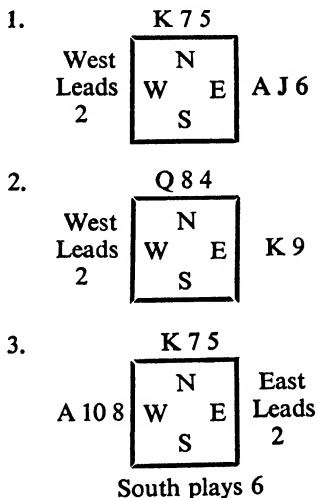 1.
K 7 5
West Leads 2
N
W E
S
A J 6
2.
Q 8 4
West Leads 2
N
W E
S
K 9
3.
K 7 5
A 10 8
N
W E
S
East Leads 2
South plays 6